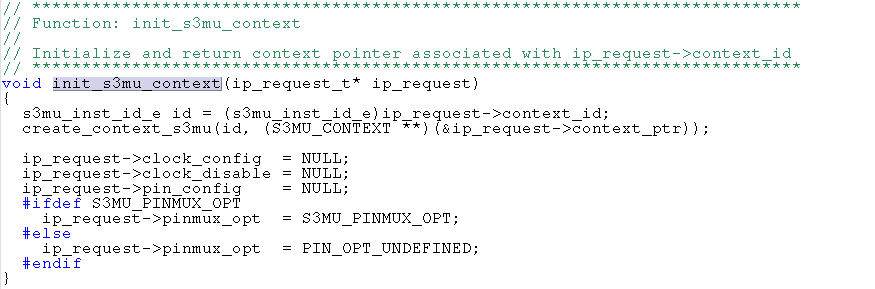 // ************************************************************************
// Function: init_s3mu_context
//
// Initialize and return context pointer associated with ip_request->context_id
// ************************************************************************
void init_s3mu_context(ip_request_t* ip_request)
{
  s3mu_inst_id_e id = (s3mu_inst_id_e)ip_request->context_id;
  create_context_s3mu(id, (S3MU_CONTEXT **)(&ip_request->context_ptr));
  ip_request->clock_config  = NULL;
  ip_request->clock_disable = NULL;
  ip_request->pin_config    = NULL;
  #ifdef S3MU_PINMUX_OPT
    ip_request->pinmux_opt  = S3MU_PINMUX_OPT;
  #else
    ip_request->pinmux_opt  = PIN_OPT_UNDEFINED;
  #endif
}